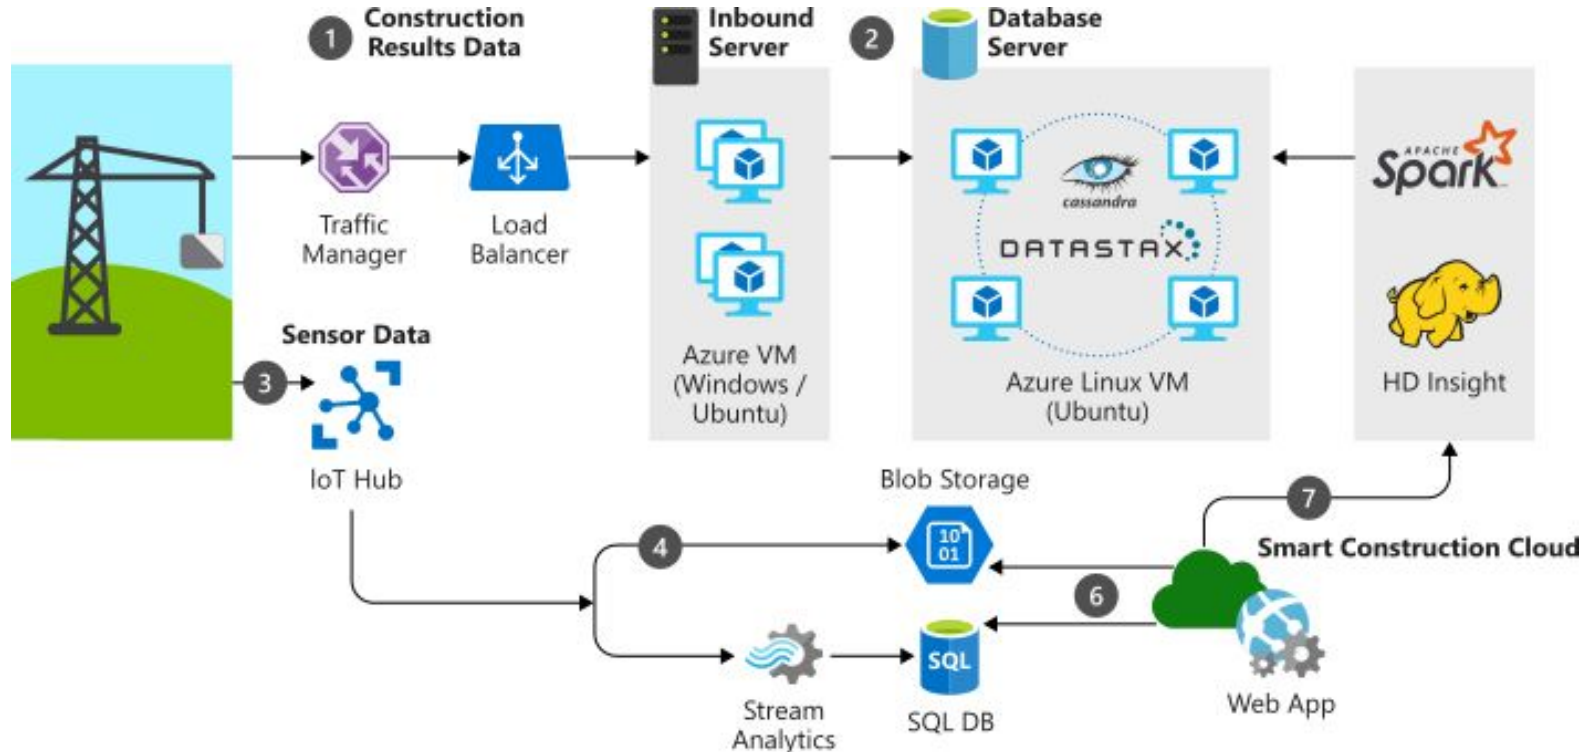 1
Construction
Results Data
Inbound
Server
2
Database
Server
Traffic
Manager
Load
Balancer
Azure VM
(Windows /
Ubuntu)
cassandra
DATASTAX
Azure Linux VM
(Ubuntu)
APACHE
Spark
HD Insight
Sensor Data
3
IoT Hub
4
Blob Storage
10
01
Stream
Analytics
SQL
SQL DB
6
7
Smart Construction Cloud
Web App